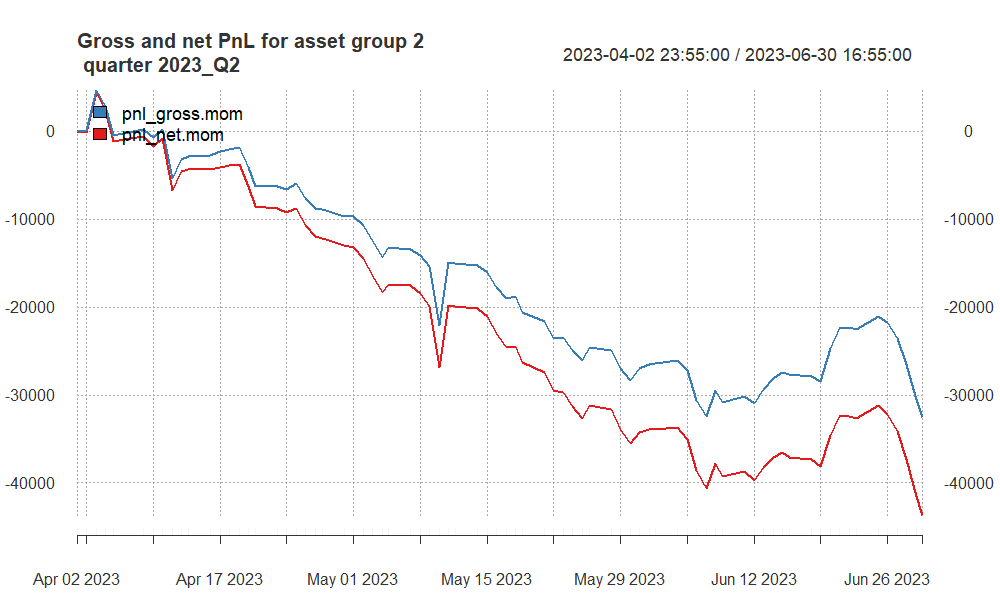 Gross and net PnL for asset group 2
quarter 2023_Q2
2023-04-02 23:55:00 / 2023-06-30 16:55:00
pnl_gross.mom
pnl_net.mom
0
0
-10000
-10000
-20000
-20000
-30000
-30000
-40000
-40000
Apr 02 2023
Apr 17 2023
May 01 2023
May 15 2023
May 29 2023
Jun 12 2023
Jun 26 2023